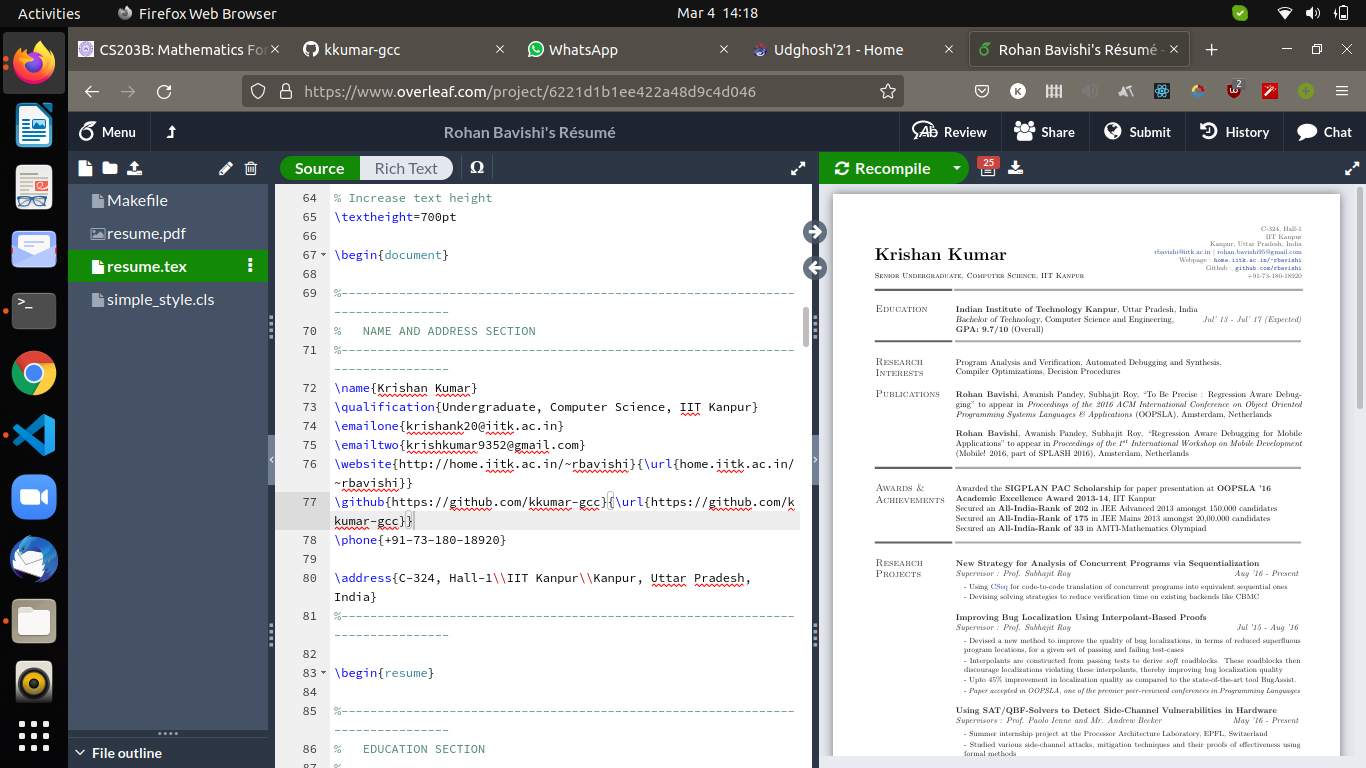 Activities
Firefox Web Browser
Mar 4 14:18
CS203B: Mathematics For
kkumar-gcc
WhatsApp
Udghosh'21 - Home
Rohan Bavishi's Résumé -
https://www.overleaf.com/project/6221d1b1ee422a48d9c4d046
2
Menu
Rohan Bavishi's Résumé
Review
Share
Submit
History
Chat
Source
Rich Text
Ω
Recompile
25
Makefile
resume.pdf
resume.tex
simple_style.cls
File outline
64 % Increase text height
65 \textheight=700pt
66
67 \begin{document}
68
69 %---------------------------------------------------------------
----------------
70 % NAME AND ADDRESS SECTION
71 %---------------------------------------------------------------
----------------
72 \name{Krishan Kumar}
73 \qualification{Undergraduate, Computer Science, IIT Kanpur}
74 \emailone{krishank20@iitk.ac.in}
75 \emailtwo{krishkumar9352@gmail.com}
76 \website{http://home.iitk.ac.in/~rbavishi}{\url{home.iitk.ac.in/
~rbavishi}}
77 \github{https://github.com/kkumar-gcc}{\url{https://github.com/k
kumar-gcc}}
78 \phone{+91-73-180-18920}
79
80 \address{C-324, Hall-1\\IIT Kanpur\\Kanpur, Uttar Pradesh,
India}
81 %---------------------------------------------------------------
----------------
82
83 \begin{resume}
84
85 %---------------------------------------------------------------
----------------
86 % EDUCATION SECTION
87 %
C-324, Hall-1
IIT Kanpur
Kanpur, Uttar Pradesh, India
rbavishi@iitk.ac.in | rohan.bavishi95@gmail.com
Webpage : home.iitk.ac.in/~rbavishi
Github : github.com/rbavishi
+91-73-180-18920
Krishan Kumar
Senior Undergraduate, Computer Science, IIT Kanpur
Education
Indian Institute of Technology Kanpur, Uttar Pradesh, India
Bachelor of Technology, Computer Science and Engineering, Jul' 13 - Jul' 17 (Expected)
GPA: 9.7/10 (Overall)
Research
Interests
Program Analysis and Verification, Automated Debugging and Synthesis,
Compiler Optimizations, Decision Procedures
Publications
Rohan Bavishi, Awanish Pandey, Subhajit Roy, "To Be Precise : Regression Aware Debug-
ging" to appear in Proceedings of the 2016 ACM International Conference on Object Oriented
Programming Systems Languages & Applications (OOPSLA), Amsterdam, Netherlands
Rohan Bavishi, Awanish Pandey, Subhajit Roy, "Regression Aware Debugging for Mobile
Applications" to appear in Proceedings of the 1st International Workshop on Mobile Development
(Mobile! 2016, part of SPLASH 2016), Amsterdam, Netherlands
Awards &
Achievements
Awarded the SIGPLAN PAC Scholarship for paper presentation at OOPSLA '16
Academic Excellence Award 2013-14, IIT Kanpur
Secured an All-India-Rank of 202 in JEE Advanced 2013 amongst 150,000 candidates
Secured an All-India-Rank of 175 in JEE Mains 2013 amongst 20,00,000 candidates
Secured an All-India-Rank of 33 in AMTI-Mathematics Olympiad
Research
Projects
New Strategy for Analysis of Concurrent Programs via Sequentialization
Supervisor : Prof. Subhajit Roy Aug '16 - Present
- Using CSeq for code-to-code translation of concurrent programs into equivalent sequential ones
- Devising solving strategies to reduce verification time on existing backends like CBMC
Improving Bug Localization Using Interpolant-Based Proofs
Supervisor : Prof. Subhajit Roy Jul '15 - Aug '16
- Devised a new method to improve the quality of bug localizations, in terms of reduced superfluous
program locations, for a given set of passing and failing test-cases
- Interpolants are constructed from passing tests to derive soft roadblocks. These roadblocks then
discourage localizations violating these interpolants, thereby improving bug localization quality
- Upto 45% improvement in localization quality as compared to the state-of-the-art tool BugAssist.
- Paper accepted in OOPSLA, one of the premier peer-reviewed conferences in Programming Languages
Using SAT/QBF-Solvers to Detect Side-Channel Vulnerabilities in Hardware
Supervisors : Prof. Paolo Ienne and Mr. Andrew Becker May '16 - Present
- Summer internship project at the Processor Architecture Laboratory, EPFL, Switzerland
- Studied various side-channel attacks, mitigation techniques and their proofs of effectiveness using
formal methods